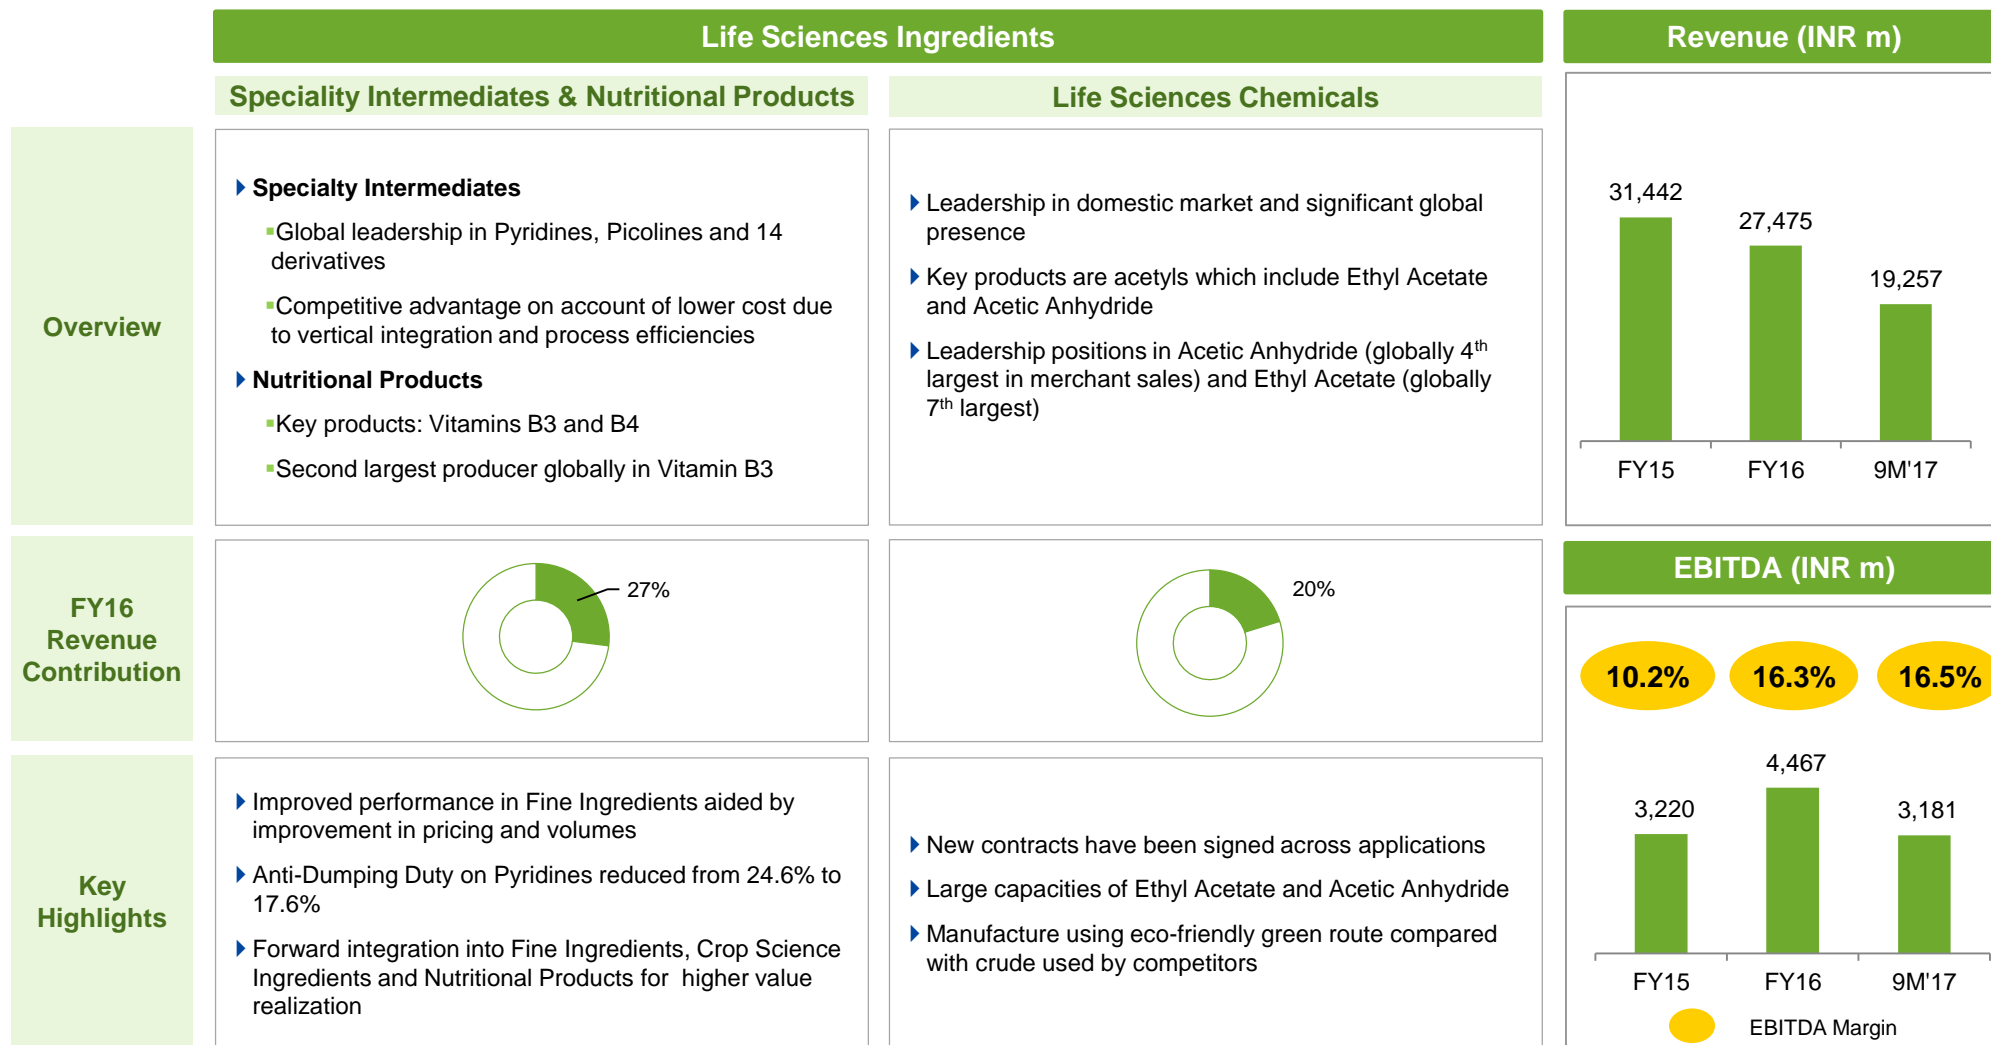 Life Sciences Ingredients
Speciality Intermediates & Nutritional Products
Life Sciences Chemicals
Overview
Specialty Intermediates
Global leadership in Pyridines, Picolines and 14
derivatives
Competitive advantage on account of lower cost due
to vertical integration and process efficiencies
Nutritional Products
Key products: Vitamins B3 and B4
Second largest producer globally in Vitamin B3
Leadership in domestic market and significant global
presence
Key products are acetyls which include Ethyl Acetate
and Acetic Anhydride
Leadership positions in Acetic Anhydride (globally 4th
largest in merchant sales) and Ethyl Acetate (globally
7th largest)
FY16
Revenue
Contribution
27%
20%
Key
Highlights
Improved performance in Fine Ingredients aided by
improvement in pricing and volumes
Anti-Dumping Duty on Pyridines reduced from 24.6% to
17.6%
Forward integration into Fine Ingredients, Crop Science
Ingredients and Nutritional Products for  higher value
realization
New contracts have been signed across applications
Large capacities of Ethyl Acetate and Acetic Anhydride
Manufacture using eco-friendly green route compared
with crude used by competitors
Revenue (INR m)
31,442
27,475
19,257
FY15 FY16 9M'17
EBITDA (INR m)
10.2% 16.3% 16.5%
4,467
3,220 3,181
FY15 FY16 9M'17
EBITDA Margin